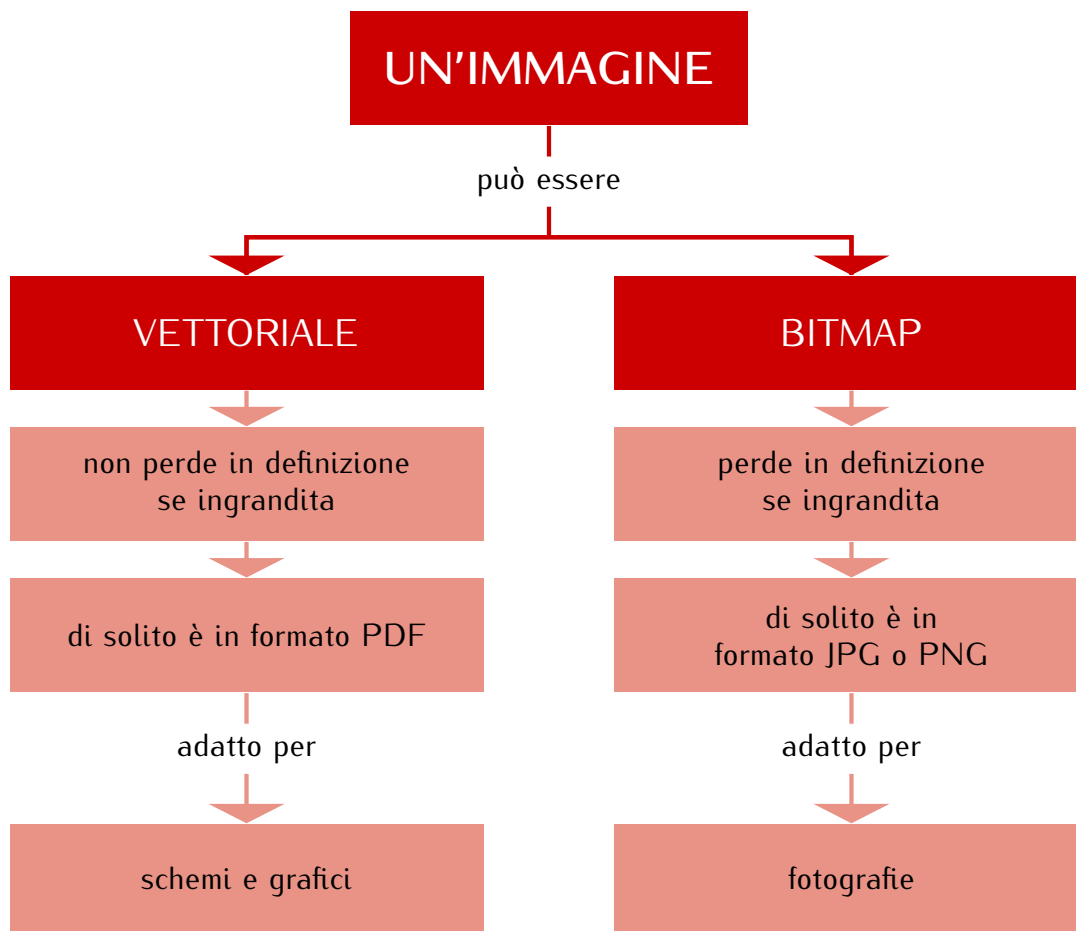 UN’IMMAGINE
può essere
VETTORIALE
non perde in definizione
se ingrandita
di solito è in formato PDF
adatto per
schemi e grafici
BITMAP
perde in definizione
se ingrandita
di solito è in
formato JPG o PNG
adatto per
fotografie